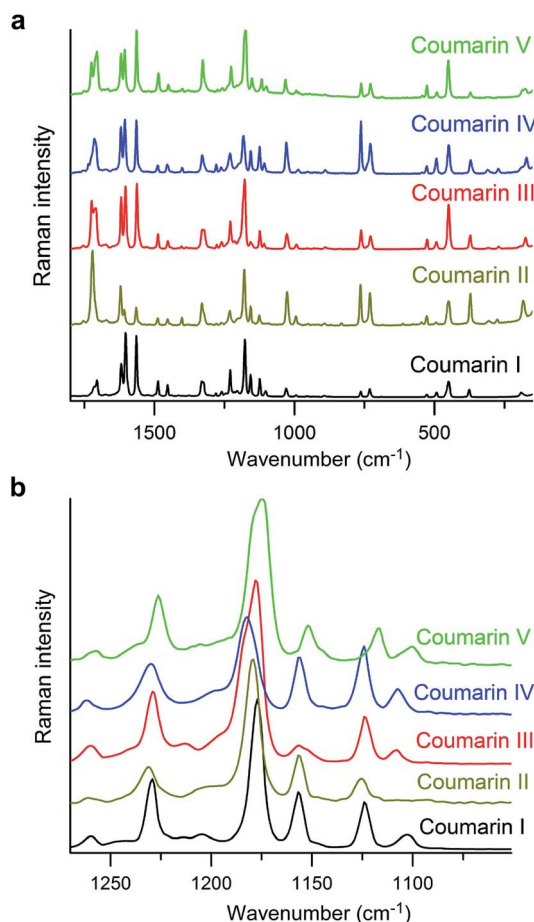 a
Coumarin V
Coumarin IV
Coumarin III
Coumarin II
Coumarin I
Raman intensity
1500 1000 500
Wavenumber (cm⁻¹)
b
Coumarin V
Coumarin IV
Coumarin III
Coumarin II
Coumarin I
Raman intensity
1250 1200 1150 1100
Wavenumber (cm⁻¹)